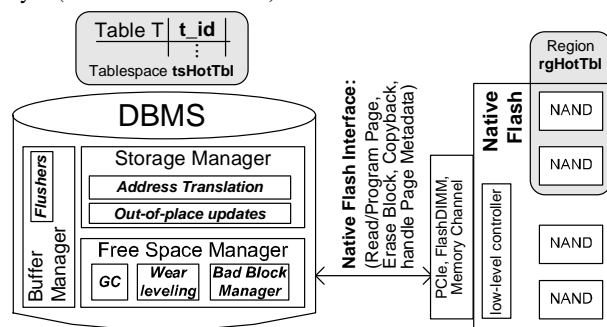 Table T t_id
⋮
Tablespace tsHotTbl
DBMS
Flushers
Buffer
Manager
Storage Manager
Address Translation
Out-of-place updates
Free Space Manager
GC
Wear
leveling
Bad Block
Manager
Native Flash Interface:
(Read/Program Page,
Erase Block, Copyback,
handle Page Metadata)
PCIe, FlashDIMM,
Memory Channel
Native
Flash
low-level controller
Region
rgHotTbl
NAND
NAND
NAND
NAND